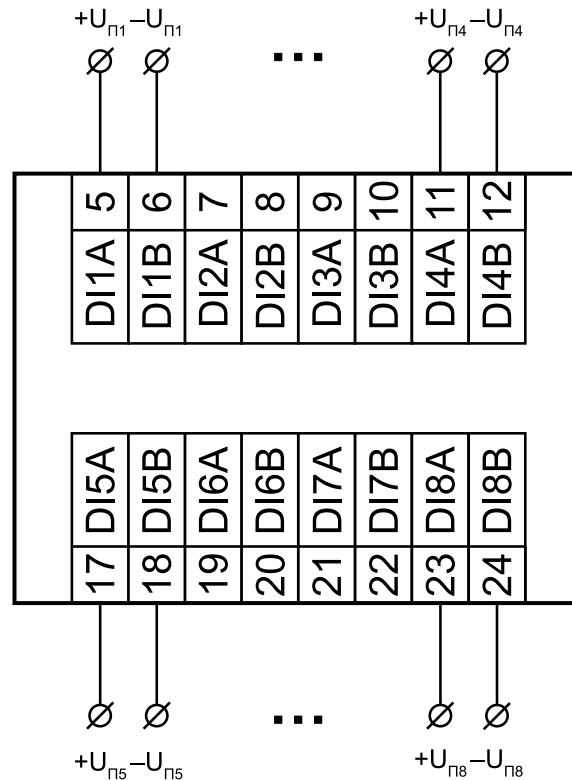 +Uп1 –Uп1 ... +Uп4 –Uп4
5 6 7 8 9 10 11 12
DI1A DI1B DI2A DI2B DI3A DI3B DI4A DI4B
DI5A DI5B DI6A DI6B DI7A DI7B DI8A DI8B
17 18 19 20 21 22 23 24
...
+Uп5 –Uп5 +Uп8 –Uп8